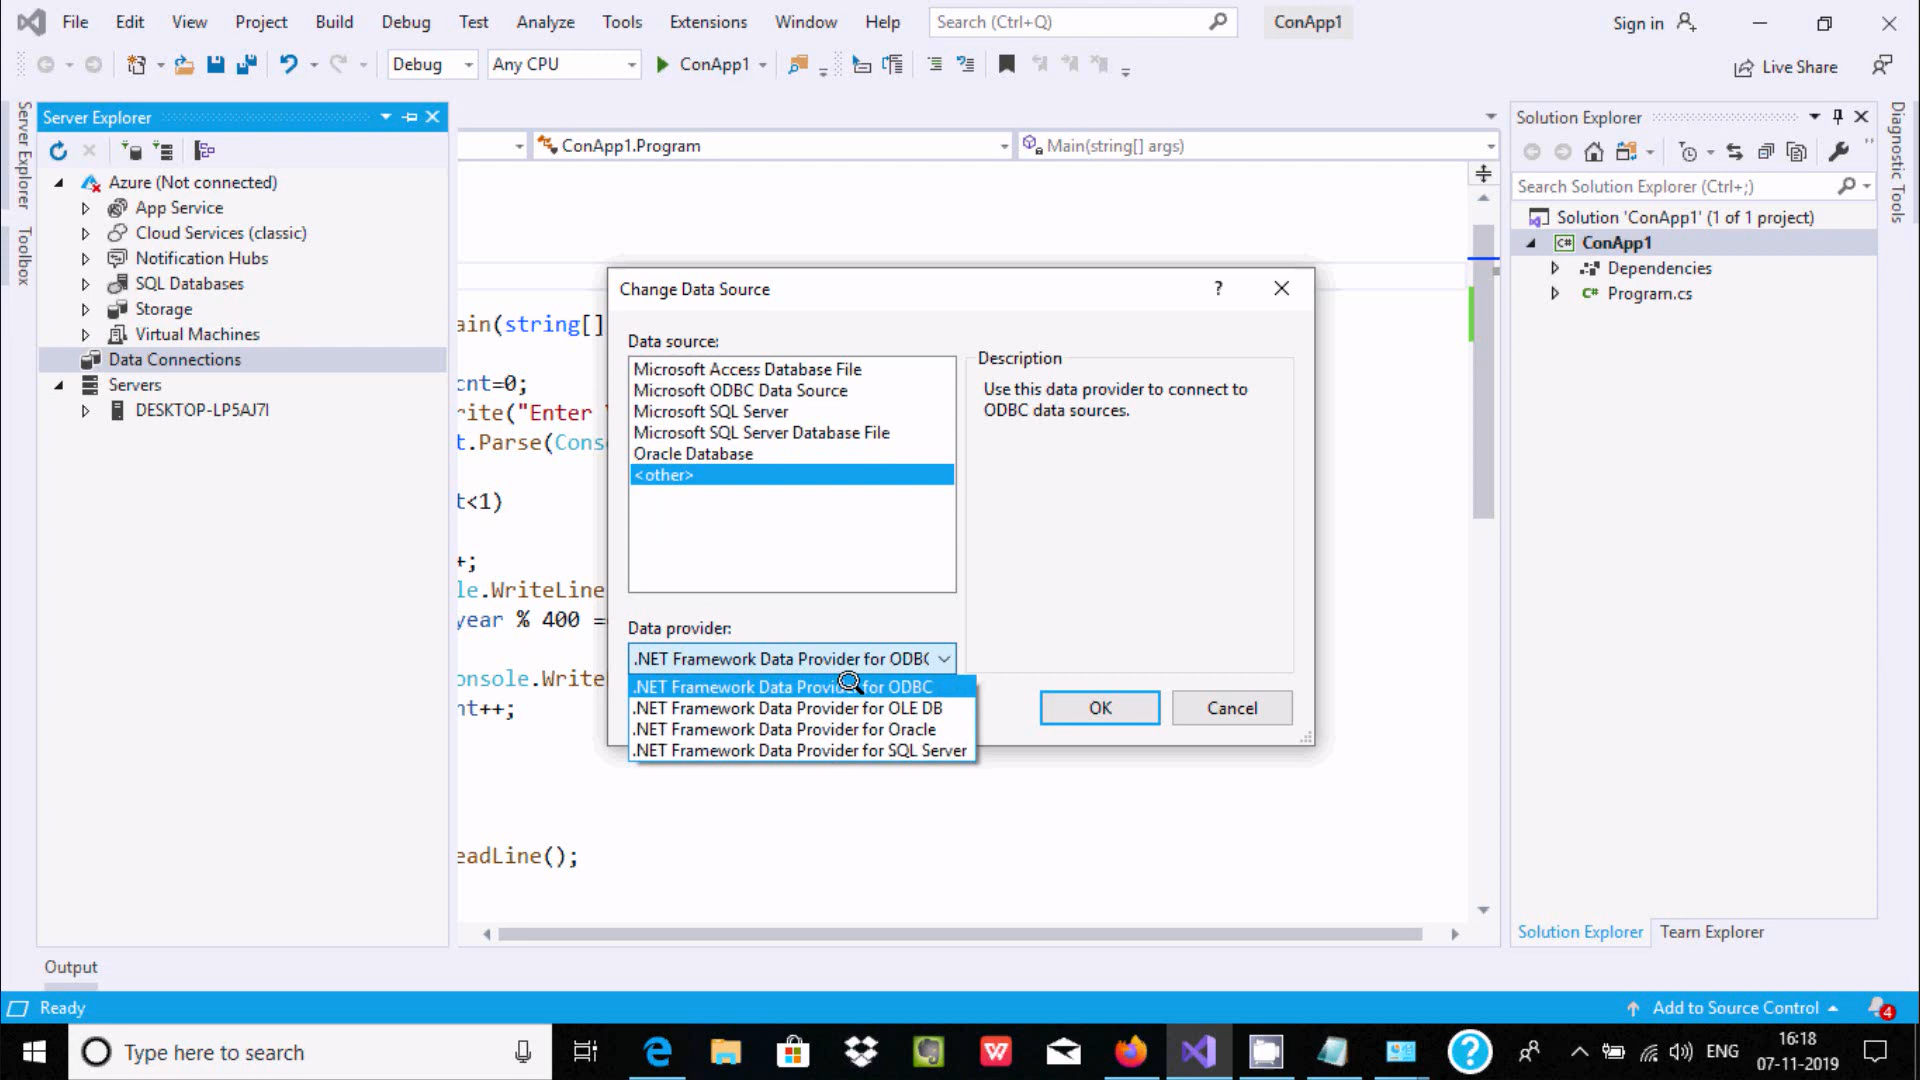 File Edit View Project Build Debug Test Analyze Tools Extensions Window Help Search (Ctrl+Q) ConApp1 Sign in
Debug Any CPU ConApp1 Live Share
Server Explorer
Toolbox
Server Explorer
Azure (Not connected)
App Service
Cloud Services (classic)
Notification Hubs
SQL Databases
Storage
Virtual Machines
Data Connections
Servers
DESKTOP-LP5AJ7I
ConApp1.Program Main(string[] args)
ain(string[]
cnt=0;
rite("Enter
t.Parse(Cons
t<1)
+;
le.WriteLine
year % 400 =
onsole.Write
nt++;
eadLine();
Change Data Source ?
Data source:
Microsoft Access Database File
Microsoft ODBC Data Source
Microsoft SQL Server
Microsoft SQL Server Database File
Oracle Database
<other>
Description
Use this data provider to connect to
ODBC data sources.
Data provider:
.NET Framework Data Provider for ODBC
.NET Framework Data Provider for ODBC
.NET Framework Data Provider for OLE DB
.NET Framework Data Provider for Oracle
.NET Framework Data Provider for SQL Server
OK Cancel
Solution Explorer
Search Solution Explorer (Ctrl+;)
Solution 'ConApp1' (1 of 1 project)
C# ConApp1
Dependencies
C# Program.cs
Solution Explorer Team Explorer
Diagnostic Tools
Output
Ready Add to Source Control 4
Type here to search ENG 16:18
07-11-2019